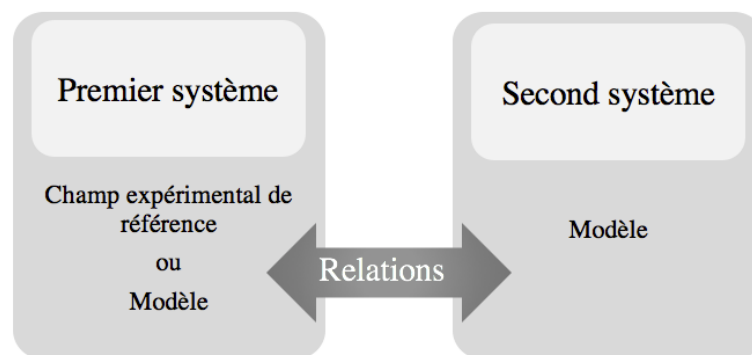 Premier système
Champ expérimental de
référence
ou
Modèle
Relations
Second système
Modèle